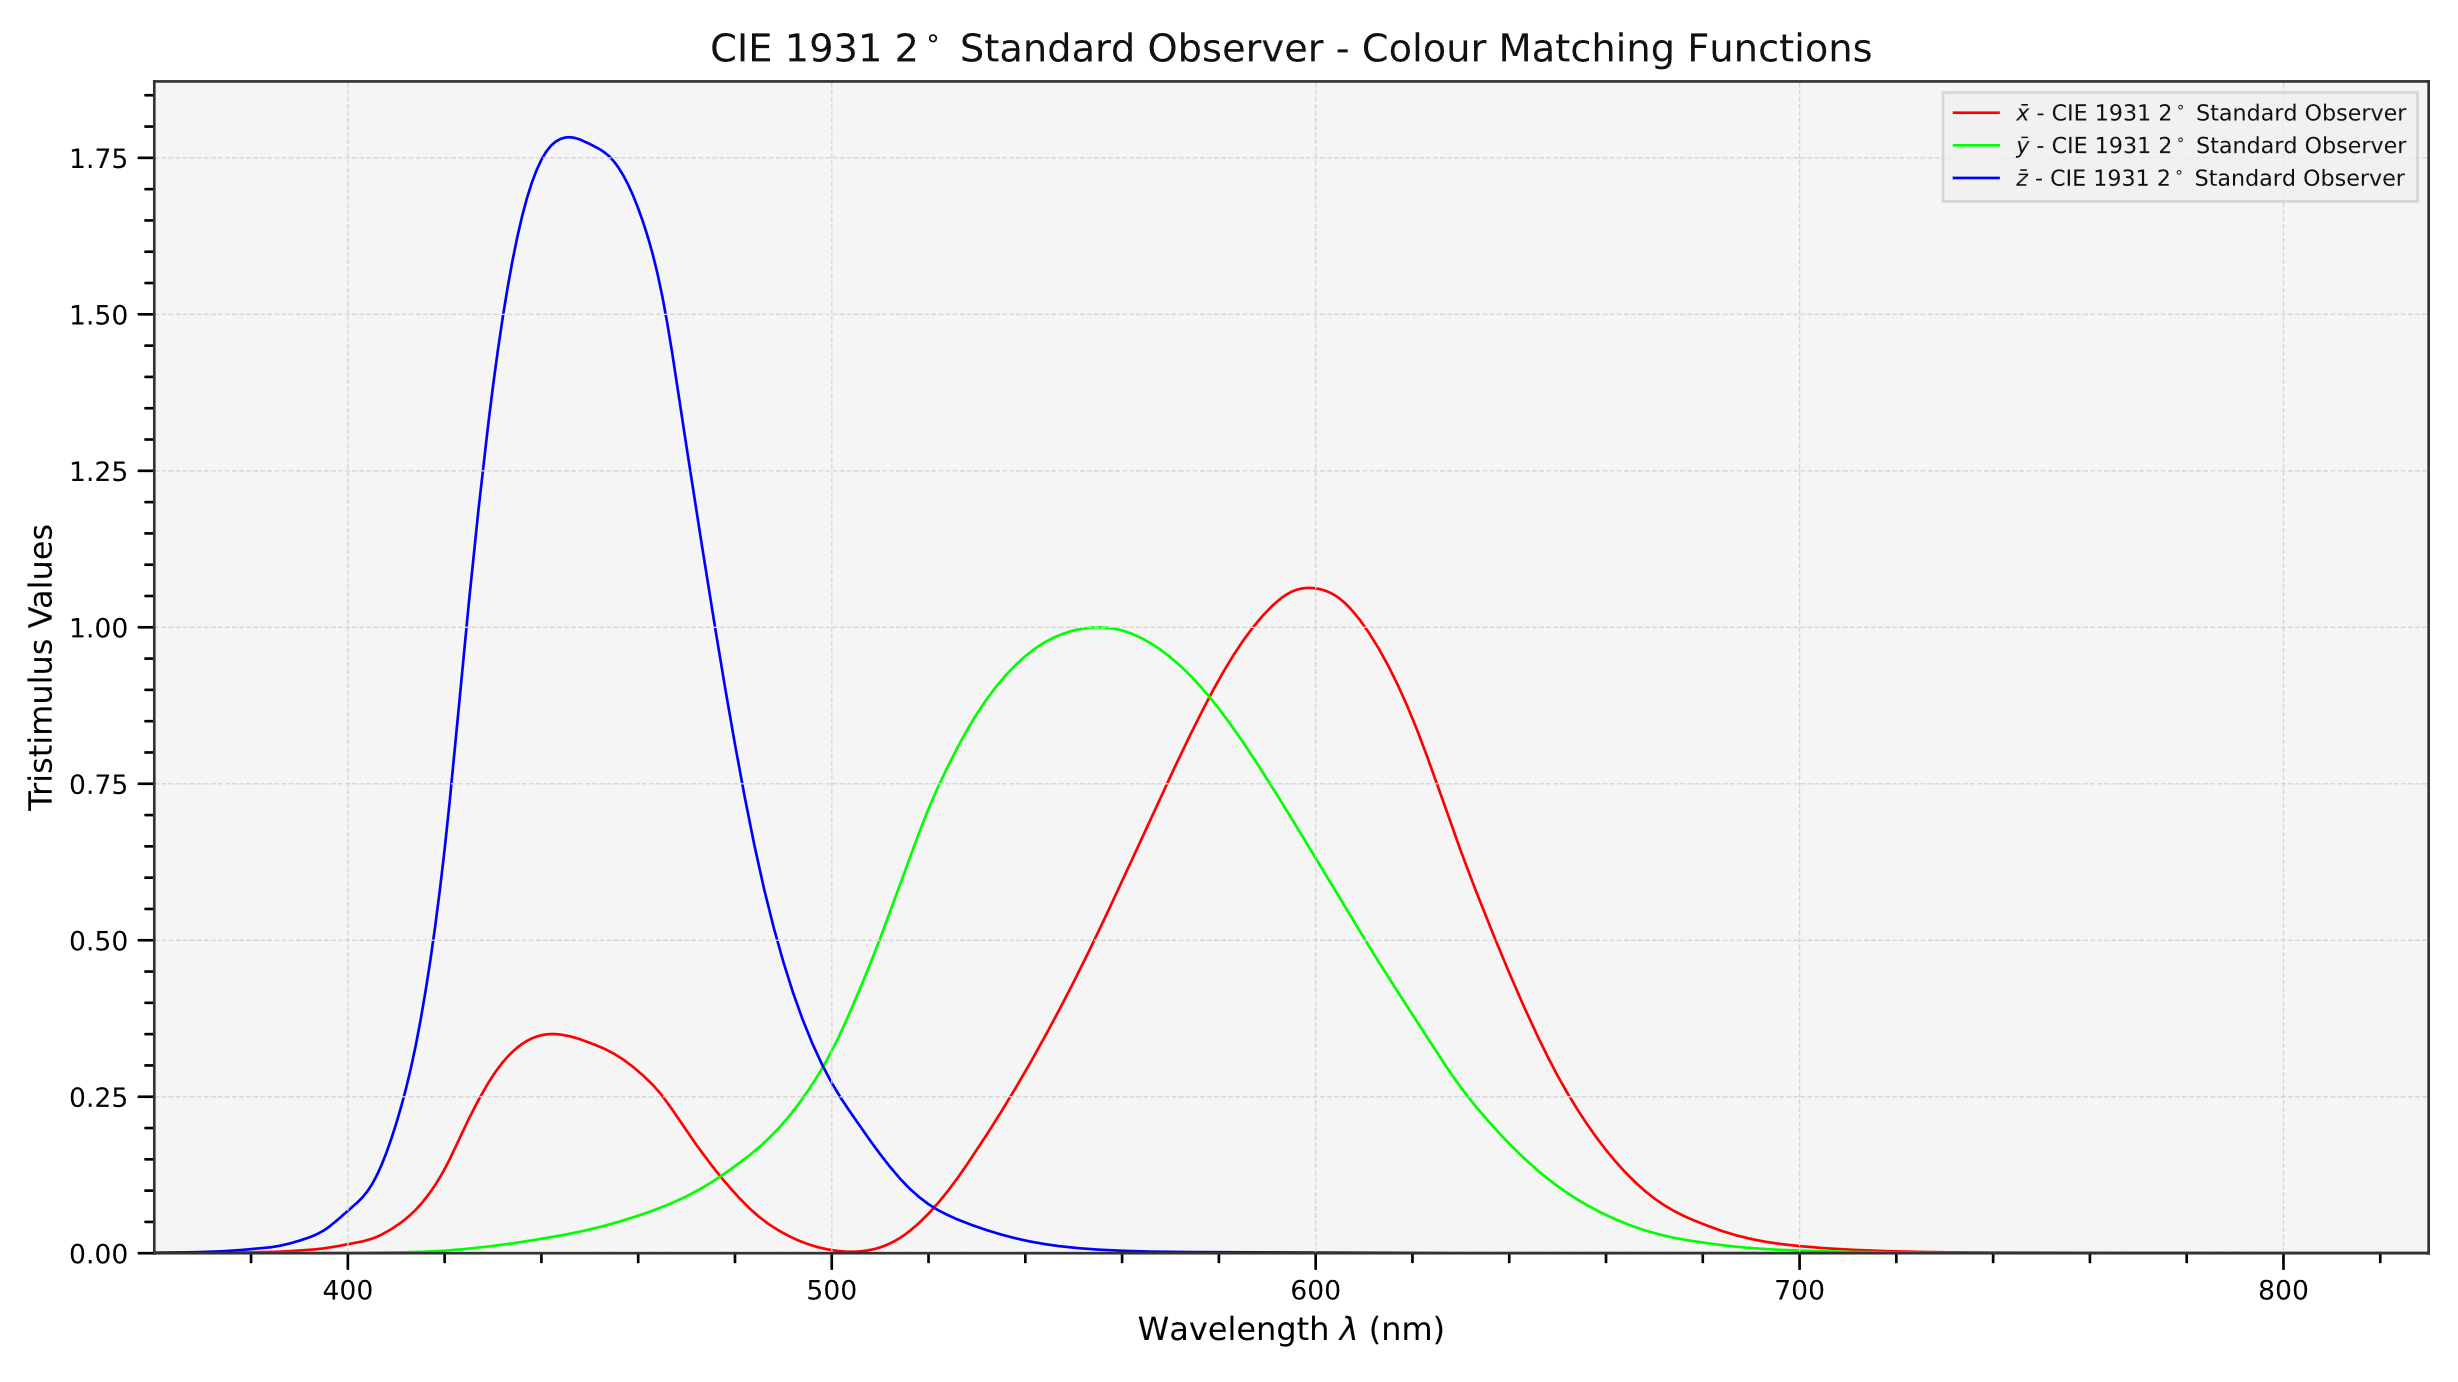 CIE 1931 2° Standard Observer - Colour Matching Functions
x̄ - CIE 1931 2° Standard Observer
ȳ - CIE 1931 2° Standard Observer
z̄ - CIE 1931 2° Standard Observer
Tristimulus Values
1.75
1.50
1.25
1.00
0.75
0.50
0.25
0.00
400 500 600 700 800
Wavelength λ (nm)